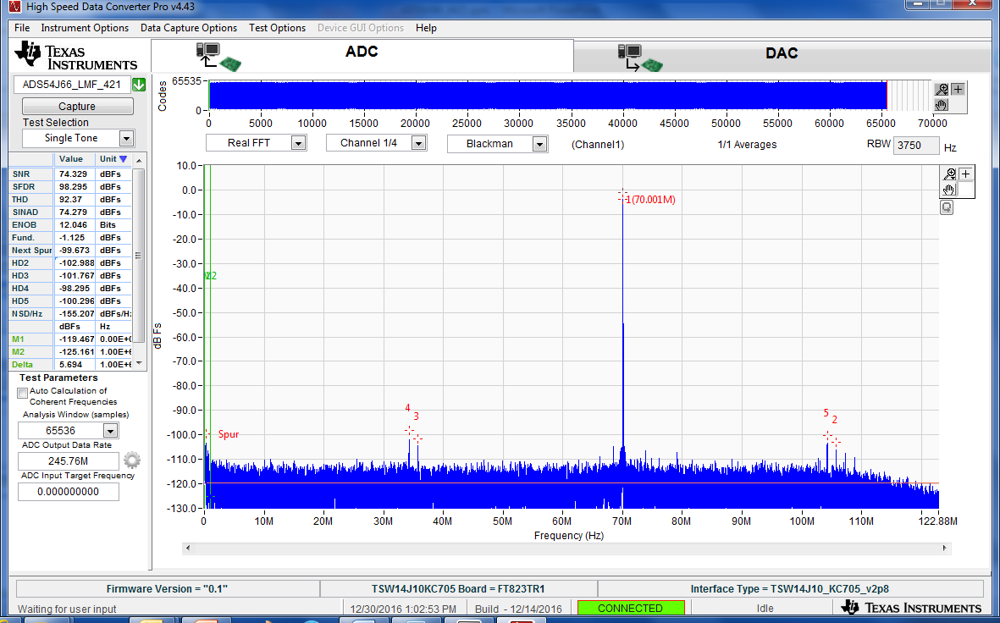 High Speed Data Converter Pro v4.43
File Instrument Options Data Capture Options Test Options Device GUI Options Help
TEXAS INSTRUMENTS
ADC
DAC
ADS54J66_LMF_421
Capture
Test Selection
Single Tone
Codes
65535
0
0 5000 10000 15000 20000 25000 30000 35000 40000 45000 50000 55000 60000 65000 70000
Real FFT
Channel 1/4
Blackman
(Channel1)
1/1 Averages
RBW 3750 Hz
Value Unit
SNR 74.329 dBFs
SFDR 98.295 dBFs
THD 92.37 dBFs
SINAD 74.279 dBFs
ENOB 12.046 Bits
Fund. -1.125 dBFs
Next Spur -99.673 dBFs
HD2 -102.988 dBFs
HD3 -101.767 dBFs
HD4 -98.295 dBFs
HD5 -100.296 dBFs
NSD/Hz -155.207 dBFs/Hz
dBFs Hz
M1 -119.467 0.00E+0
M2 -125.161 1.00E+6
Delta 5.694 1.00E+6
Test Parameters
Auto Calculation of
Coherent Frequencies
Analysis Window (samples)
65536
ADC Output Data Rate
245.76M
ADC Input Target Frequency
0.000000000
dBFs
10.0
0.0
-10.0
-20.0
-30.0
-40.0
-50.0
-60.0
-70.0
-80.0
-90.0
-100.0
-110.0
-120.0
-130.0
1(70.001M)
4
3
Spur
5
2
0 10M 20M 30M 40M 50M 60M 70M 80M 90M 100M 110M 122.88M
Frequency (Hz)
Firmware Version = "0.1"
TSW14J10KC705 Board = FT823TR1
Interface Type = TSW14J10_KC705_v2p8
Waiting for user input
12/30/2016 1:02:53 PM
Build - 12/14/2016
CONNECTED
Idle
TEXAS INSTRUMENTS